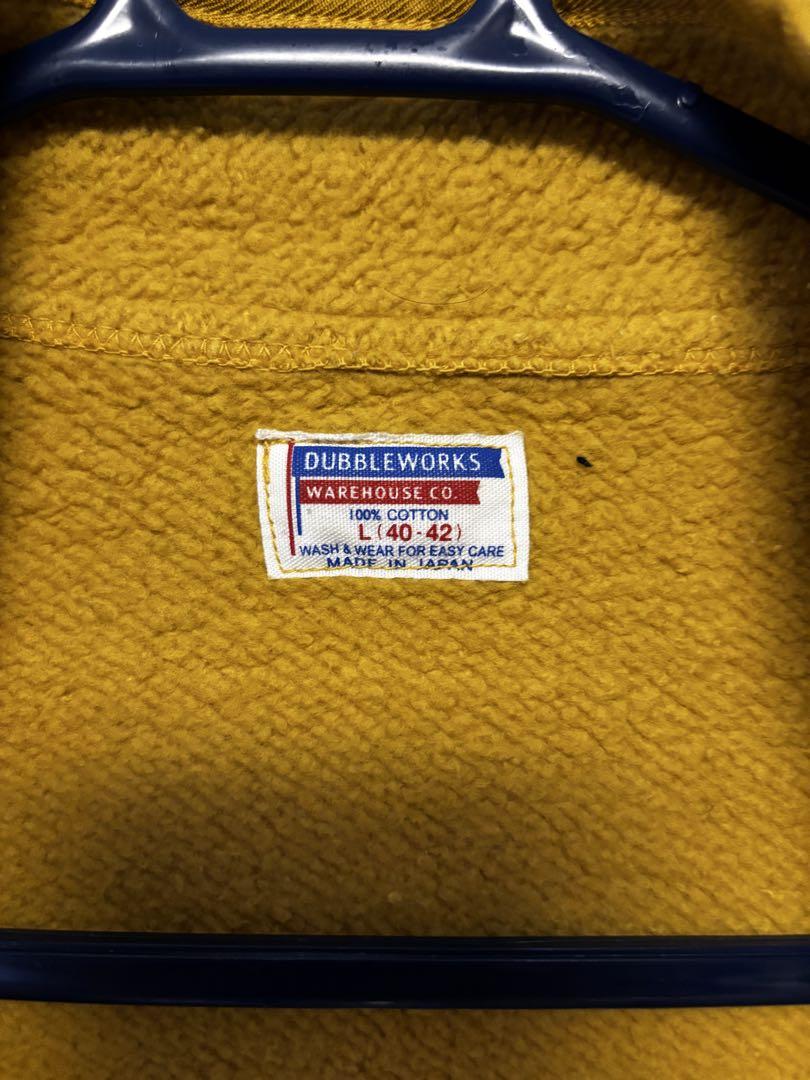 DUBBLEWORKS
WAREHOUSE CO.
100% COTTON
L (40-42)
WASH & WEAR FOR EASY CARE
MADE IN JAPAN